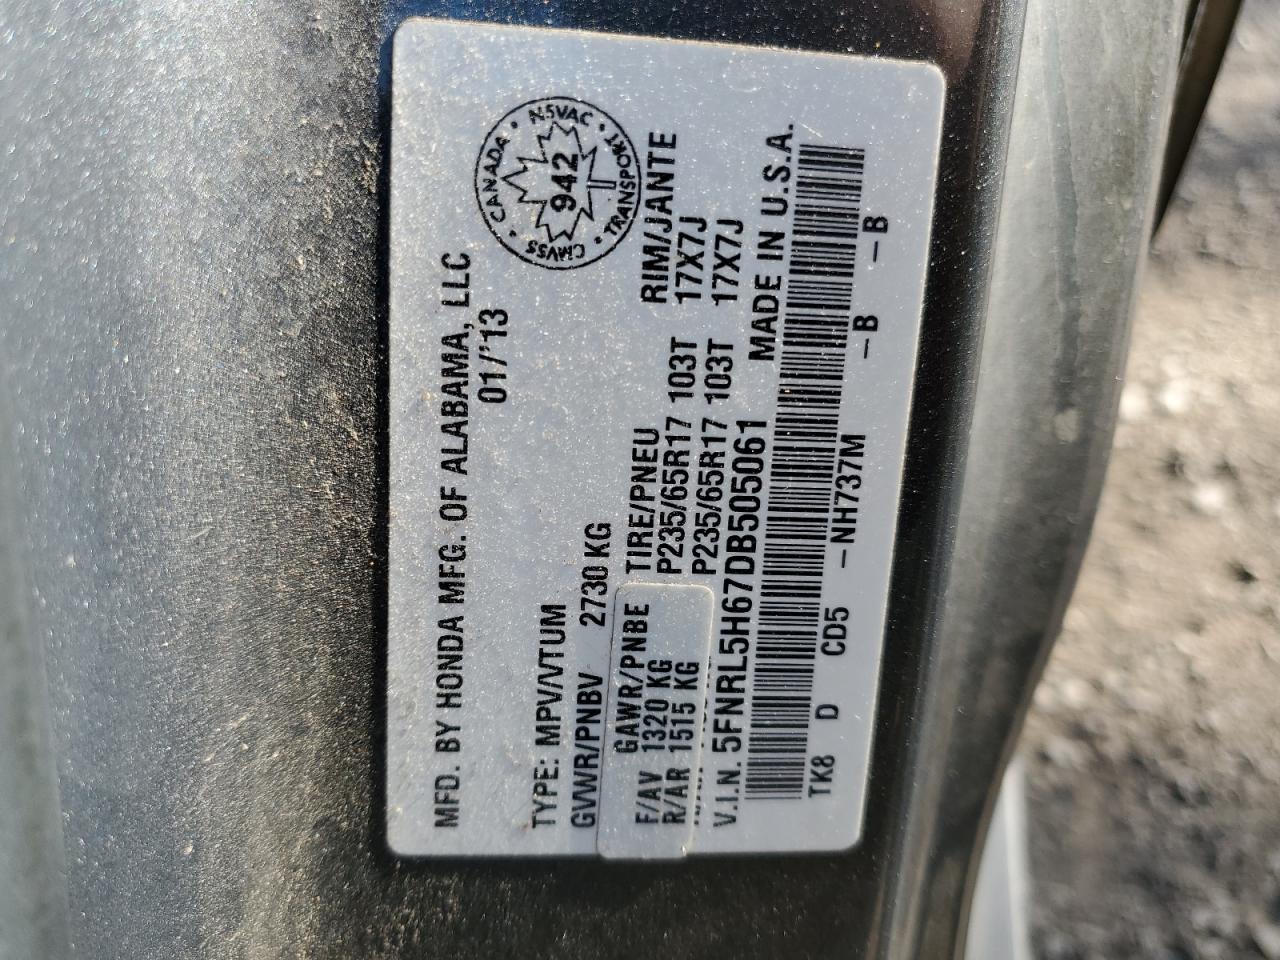 MFD. BY HONDA MFG. OF ALABAMA, LLC
01/'13
CANADA • NSVAC • TRANSPORT • CMVSS •
942
TYPE: MPV/VTUM
GVWR/PNBV 2730 KG
GAWR/PNBE TIRE/PNEU RIM/JANTE
F/AV 1320 KG P235/65R17 103T 17X7J
R/AR 1515 KG P235/65R17 103T 17X7J
V.I.N. 5FNRL5H67DB505061 MADE IN U.S.A.
TK8 D CD5 -NH737M -B -B